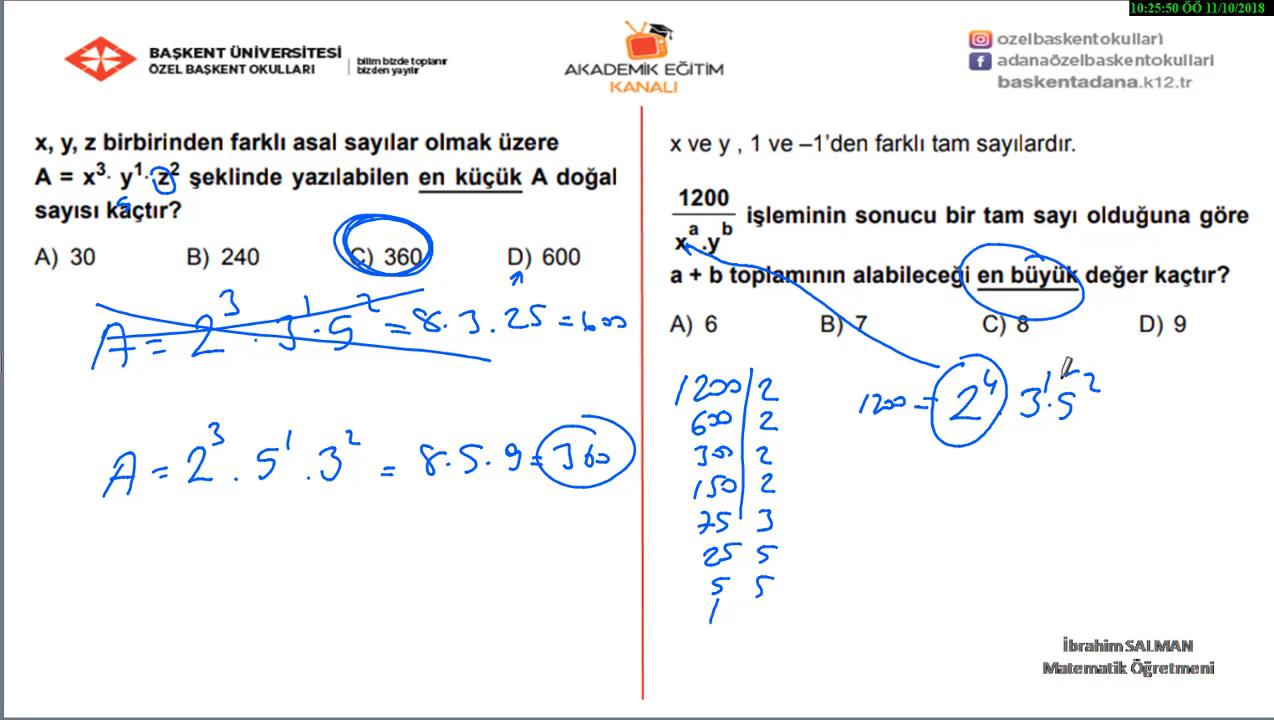 10:25:50 ÖÖ 11/10/2018
BAŞKENT ÜNİVERSİTESİ
ÖZEL BAŞKENT OKULLARI
bilim bizde toplanır
bizden yayılır
AKADEMİK EĞİTİM
KANALI
ozelbaskentokullari
adanaözelbaskentokullari
baskentadana.k12.tr
x, y, z birbirinden farklı asal sayılar olmak üzere
A = x³· y¹· z² şeklinde yazılabilen en küçük A doğal
sayısı kaçtır?
A) 30 B) 240 C) 360 D) 600
A = 2³ · 3¹ · 5² = 8 · 3 . 25 = 600
A = 2³ . 5¹ . 3² = 8 . 5 . 9 = 360
x ve y , 1 ve –1’den farklı tam sayılardır.
1200
xᵃ .yᵇ
işleminin sonucu bir tam sayı olduğuna göre
a + b toplamının alabileceği en büyük değer kaçtır?
A) 6 B) 7 C) 8 D) 9
1200 | 2
600 | 2
300 | 2
150 | 2
75 | 3
25 5
5 5
1
1200 = 2⁴ · 3¹ · 5²
İbrahim SALMAN
Matematik Öğretmeni